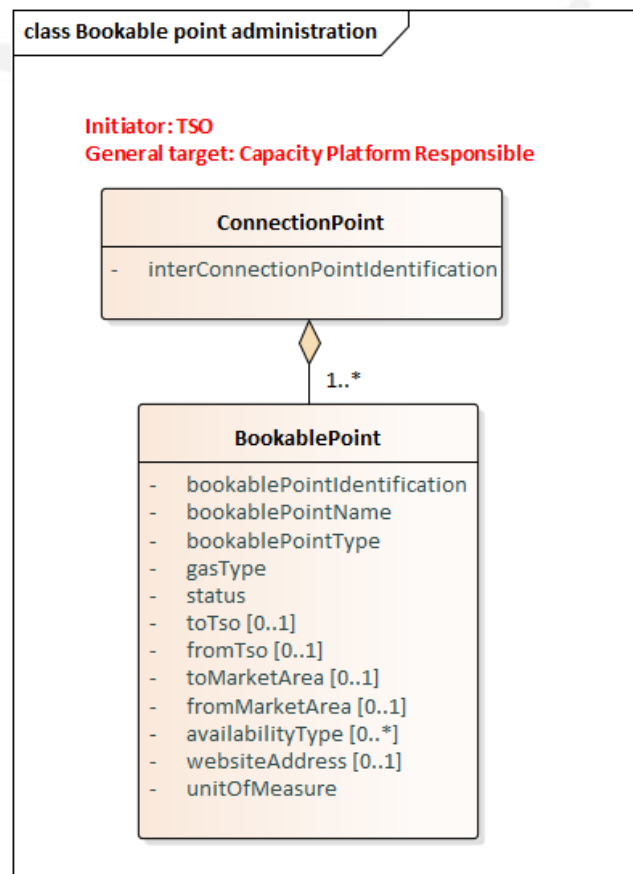 class Bookable point administration
Initiator: TSO
General target: Capacity Platform Responsible
ConnectionPoint
- interConnectionPointIdentification
1..*
BookablePoint
- bookablePointIdentification
- bookablePointName
- bookablePointType
- gasType
- status
- toTso [0..1]
- fromTso [0..1]
- toMarketArea [0..1]
- fromMarketArea [0..1]
- availabilityType [0..*]
- websiteAddress [0..1]
- unitOfMeasure